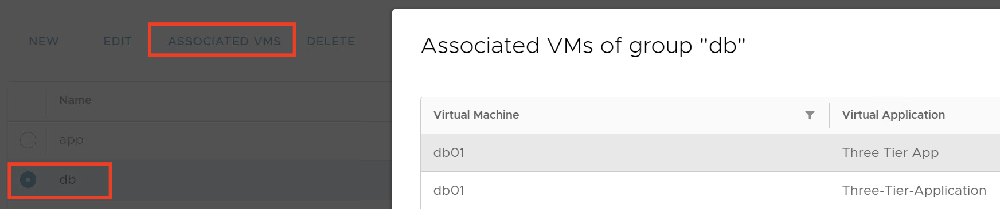 NEW EDIT ASSOCIATED VMS DELETE
Name
app
db
Associated VMs of group "db"
Virtual Machine Virtual Application
db01 Three Tier App
db01 Three-Tier-Application